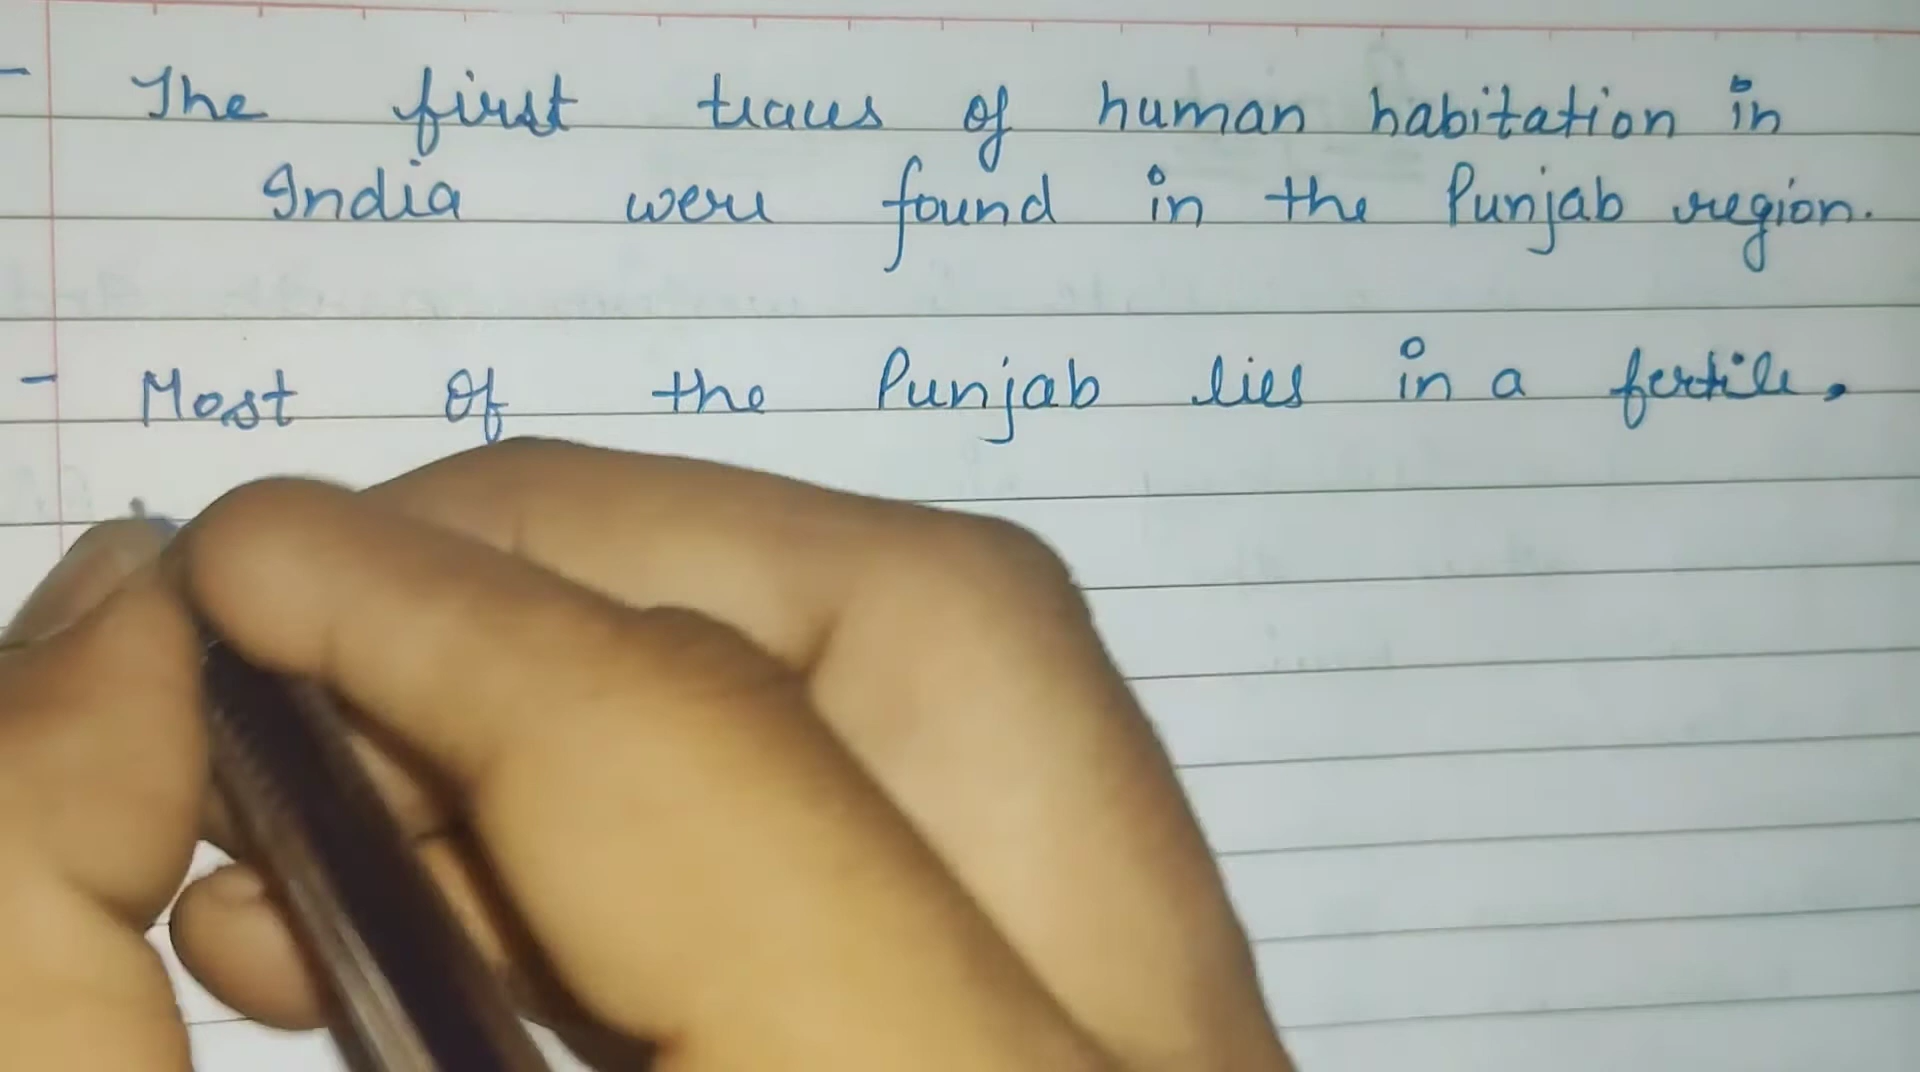 - The first traces of human habitation in
India were found in the Punjab region.
- Most of the Punjab lies in a fertile,